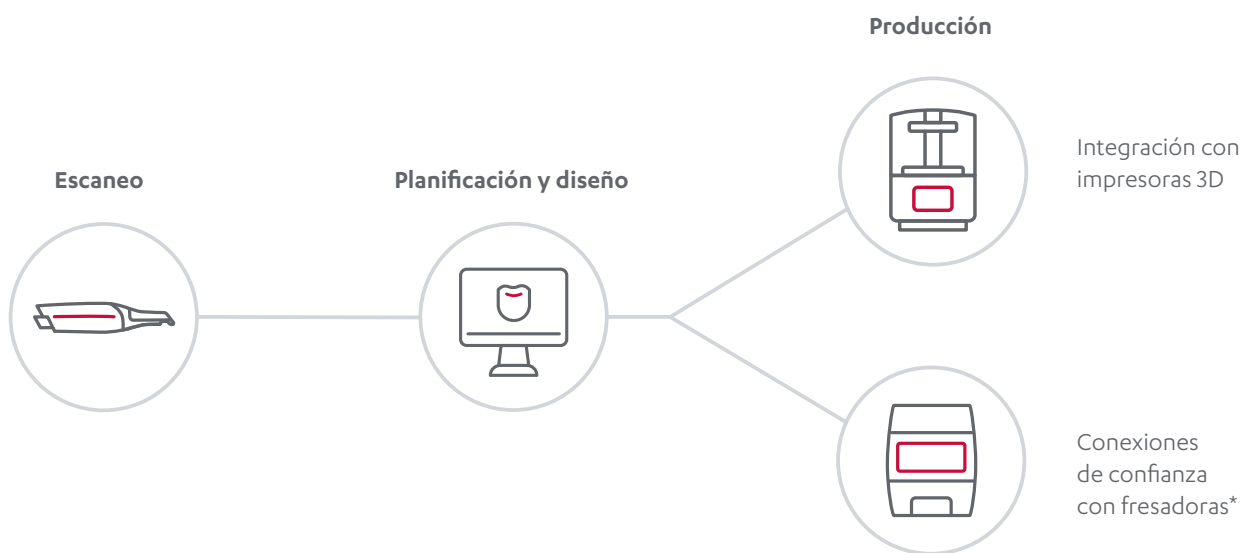 Producción
Escaneo
Planificación y diseño
Integración con
impresoras 3D
Conexiones
de confianza
con fresadoras*